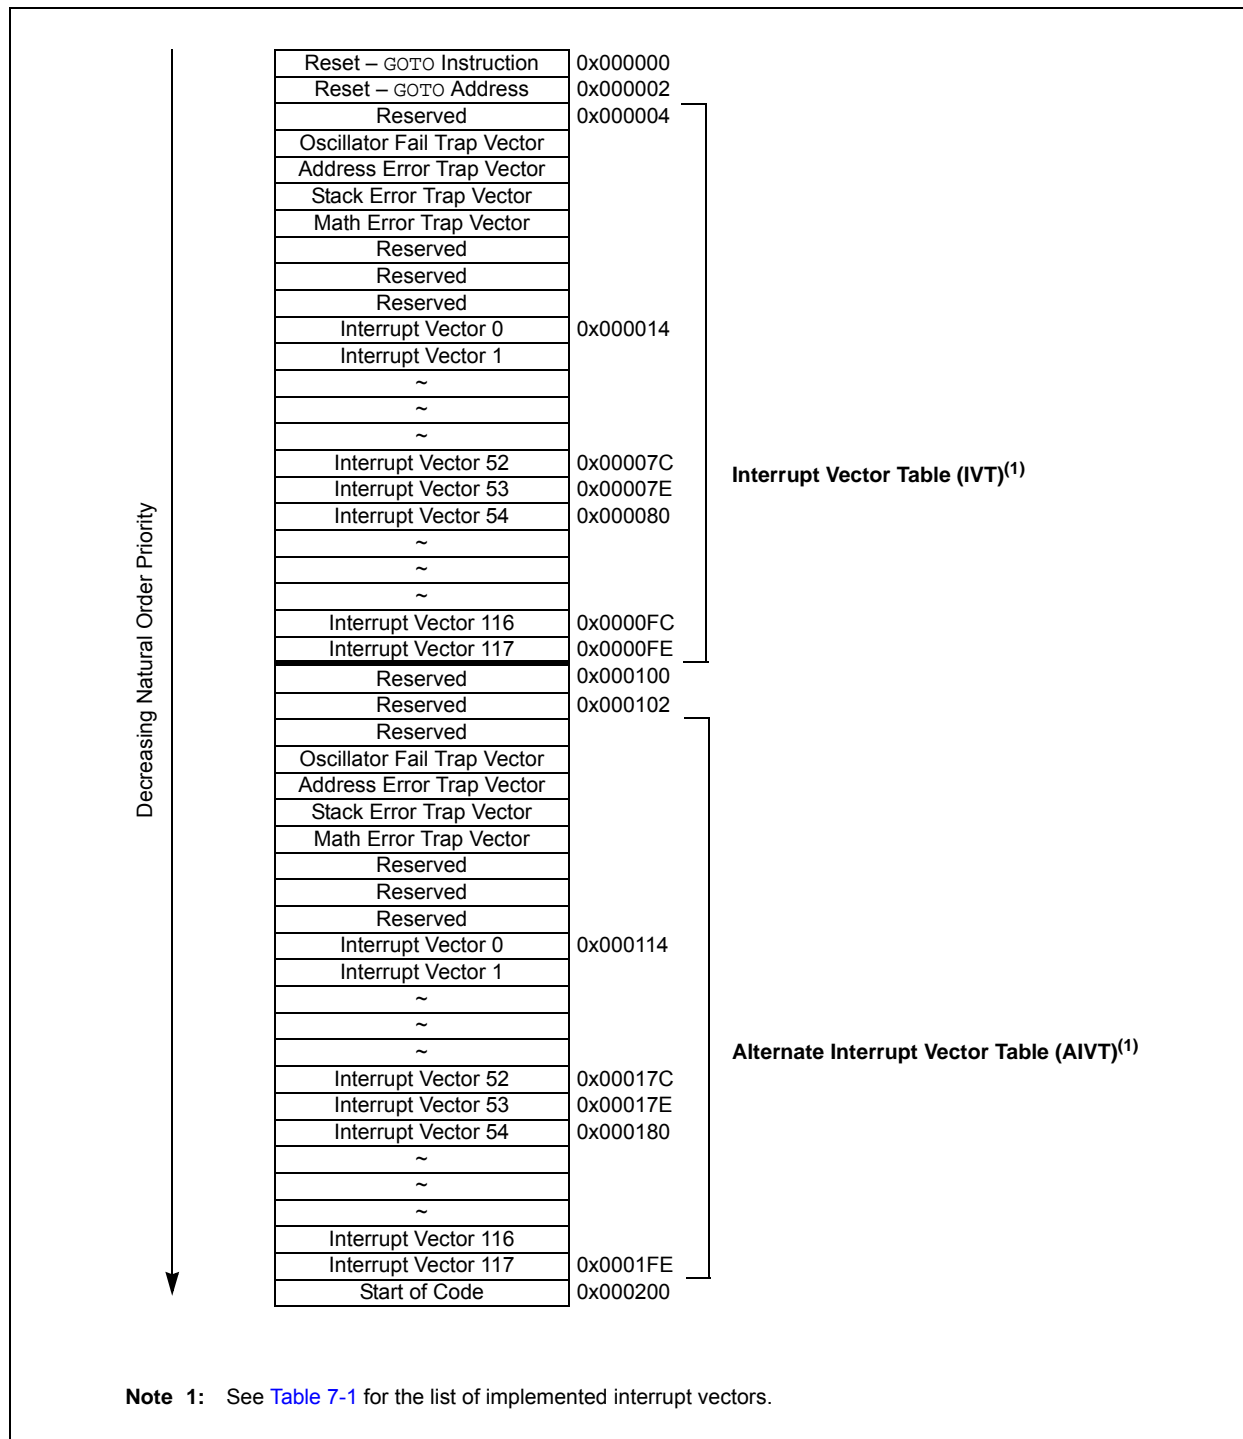 Reset – GOTO Instruction 0x000000
Reset – GOTO Address 0x000002
Reserved 0x000004
Oscillator Fail Trap Vector
Address Error Trap Vector
Stack Error Trap Vector
Math Error Trap Vector
Reserved
Reserved
Reserved
Interrupt Vector 0 0x000014
Interrupt Vector 1
~
~
~
Interrupt Vector 52 0x00007C
Interrupt Vector Table (IVT)(1)
Interrupt Vector 53 0x00007E
Interrupt Vector 54 0x000080
~
~
~
Interrupt Vector 116 0x0000FC
Interrupt Vector 117 0x0000FE
Decreasing Natural Order Priority
Reserved 0x000100
Reserved 0x000102
Reserved
Oscillator Fail Trap Vector
Address Error Trap Vector
Stack Error Trap Vector
Math Error Trap Vector
Reserved
Reserved
Reserved
Interrupt Vector 0 0x000114
Interrupt Vector 1
~
~
~
Alternate Interrupt Vector Table (AIVT)(1)
Interrupt Vector 52 0x00017C
Interrupt Vector 53 0x00017E
Interrupt Vector 54 0x000180
~
~
~
Interrupt Vector 116
Interrupt Vector 117 0x0001FE
Start of Code 0x000200
Note 1: See Table 7-1 for the list of implemented interrupt vectors.